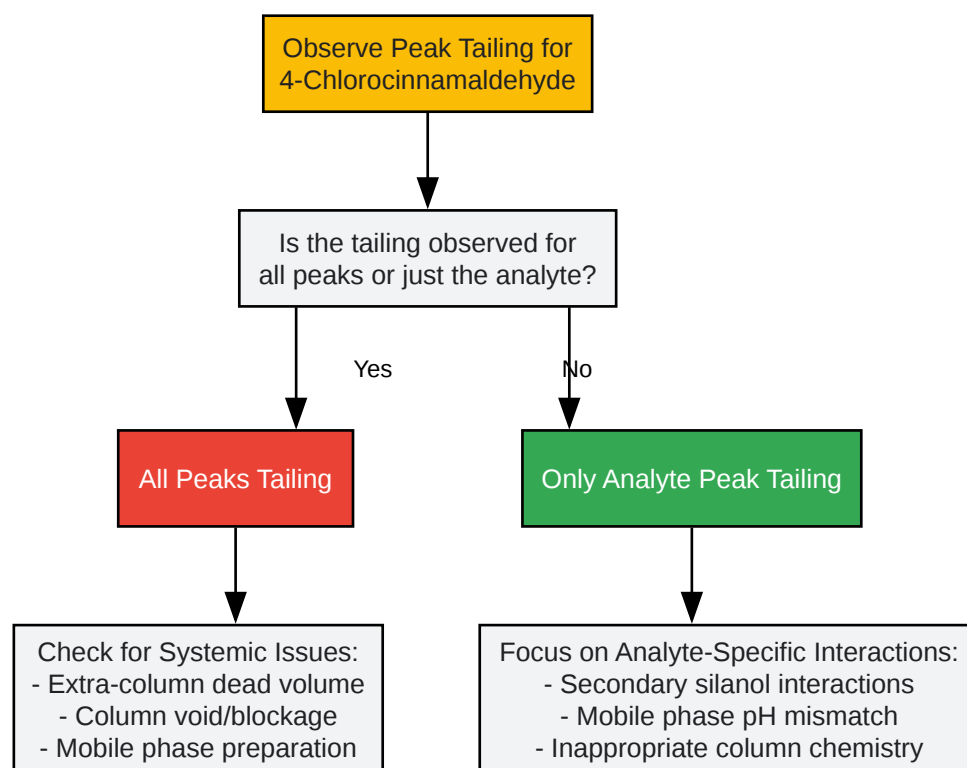 Observe Peak Tailing for
4-Chlorocinnamaldehyde
Is the tailing observed for
all peaks or just the analyte?
Yes
No
All Peaks Tailing
Only Analyte Peak Tailing
Check for Systemic Issues:
- Extra-column dead volume
- Column void/blockage
- Mobile phase preparation
Focus on Analyte-Specific Interactions:
- Secondary silanol interactions
- Mobile phase pH mismatch
- Inappropriate column chemistry